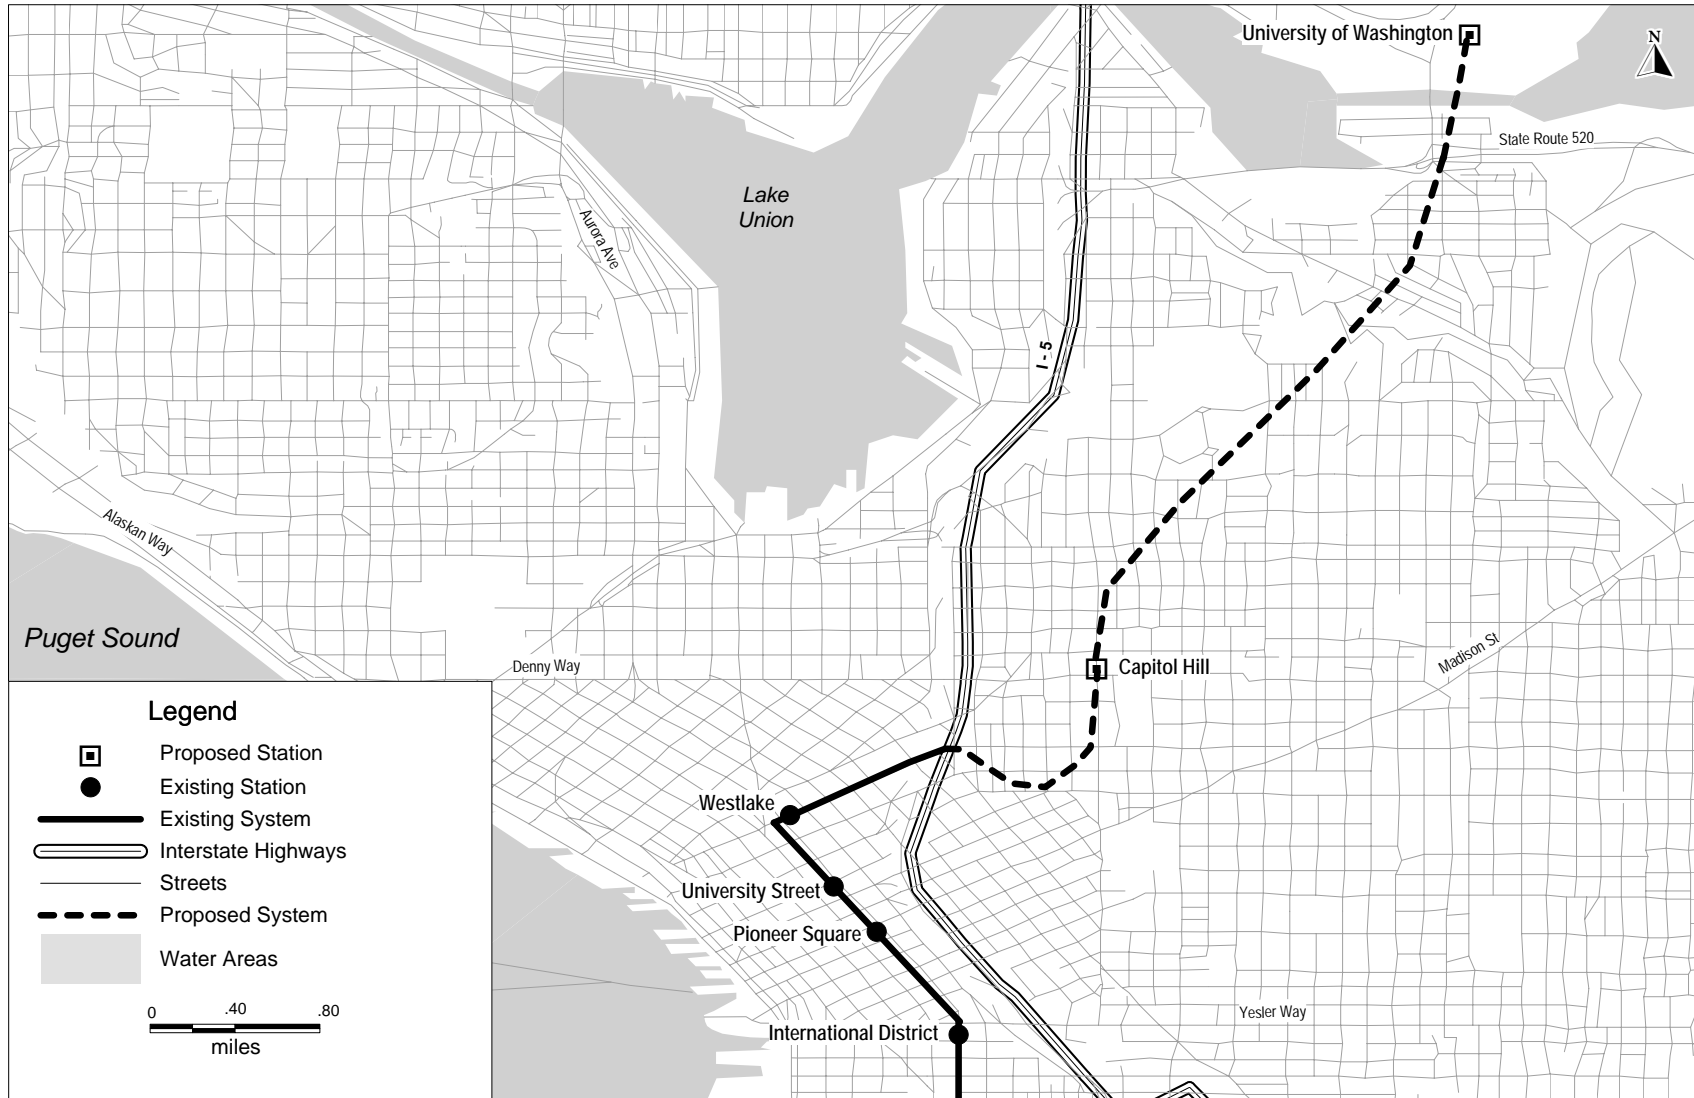 University of Washington
N
State Route 520
Lake
Union
Aurora Ave
I - 5
Alaskan Way
Puget Sound
Denny Way
Capitol Hill
Madison St
Legend
Proposed Station
Existing Station
Existing System
Interstate Highways
Streets
Proposed System
Water Areas
0 .40 .80
miles
Westlake
University Street
Pioneer Square
International District
Yesler Way